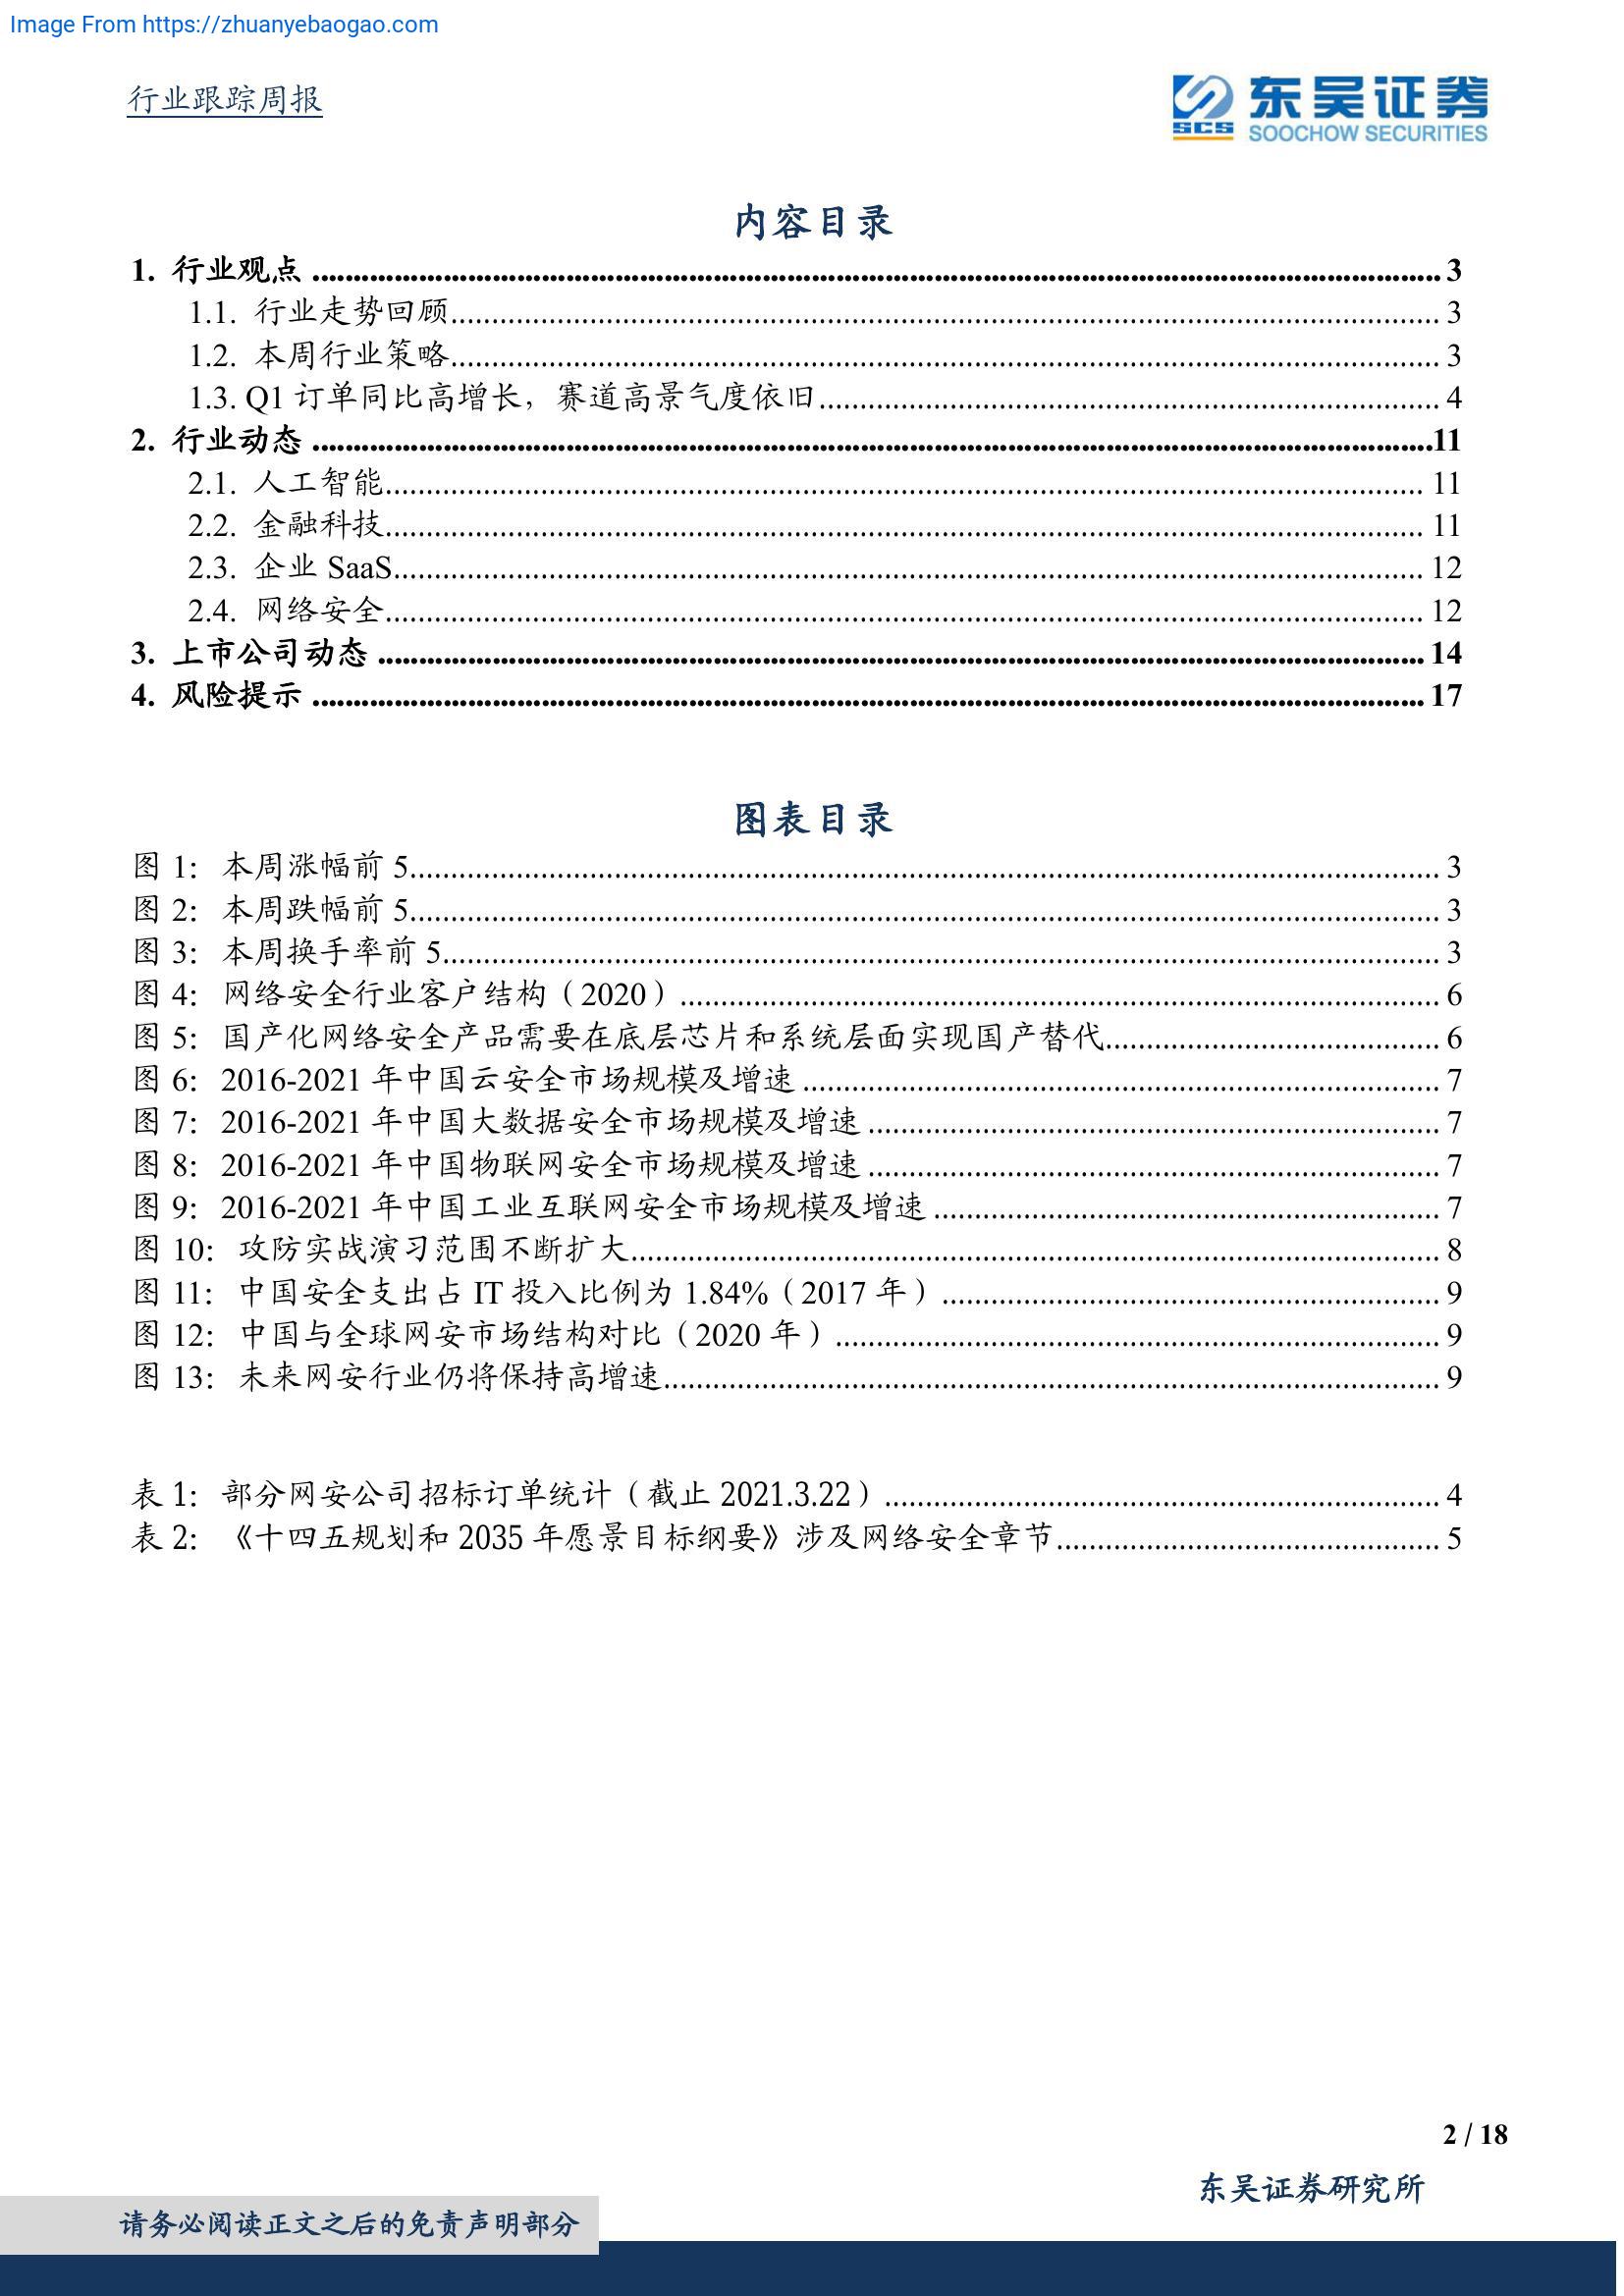 Image From https://zhuanyebaogao.com
行业跟踪周报
SCS 东吴证券
SOOCHOW SECURITIES
内容目录
1. 行业观点 ........ 3
1.1. 行业走势回顾........ 3
1.2. 本周行业策略........ 3
1.3. Q1 订单同比高增长，赛道高景气度依旧........ 4
2. 行业动态 ........ 11
2.1. 人工智能........ 11
2.2. 金融科技........ 11
2.3. 企业 SaaS........ 12
2.4. 网络安全........ 12
3. 上市公司动态 ........ 14
4. 风险提示 ........ 17
图表目录
图 1： 本周涨幅前 5........ 3
图 2： 本周跌幅前 5........ 3
图 3： 本周换手率前 5........ 3
图 4： 网络安全行业客户结构（2020）........ 6
图 5： 国产化网络安全产品需要在底层芯片和系统层面实现国产替代........ 6
图 6： 2016-2021 年中国云安全市场规模及增速 ........ 7
图 7： 2016-2021 年中国大数据安全市场规模及增速 ........ 7
图 8： 2016-2021 年中国物联网安全市场规模及增速 ........ 7
图 9： 2016-2021 年中国工业互联网安全市场规模及增速 ........ 7
图 10： 攻防实战演习范围不断扩大........ 8
图 11： 中国安全支出占 IT 投入比例为 1.84%（2017 年）........ 9
图 12： 中国与全球网安市场结构对比（2020 年）........ 9
图 13： 未来网安行业仍将保持高增速........ 9
表 1： 部分网安公司招标订单统计（截止 2021.3.22）........ 4
表 2： 《十四五规划和 2035 年愿景目标纲要》涉及网络安全章节........ 5
2 / 18
东吴证券研究所
请务必阅读正文之后的免责声明部分